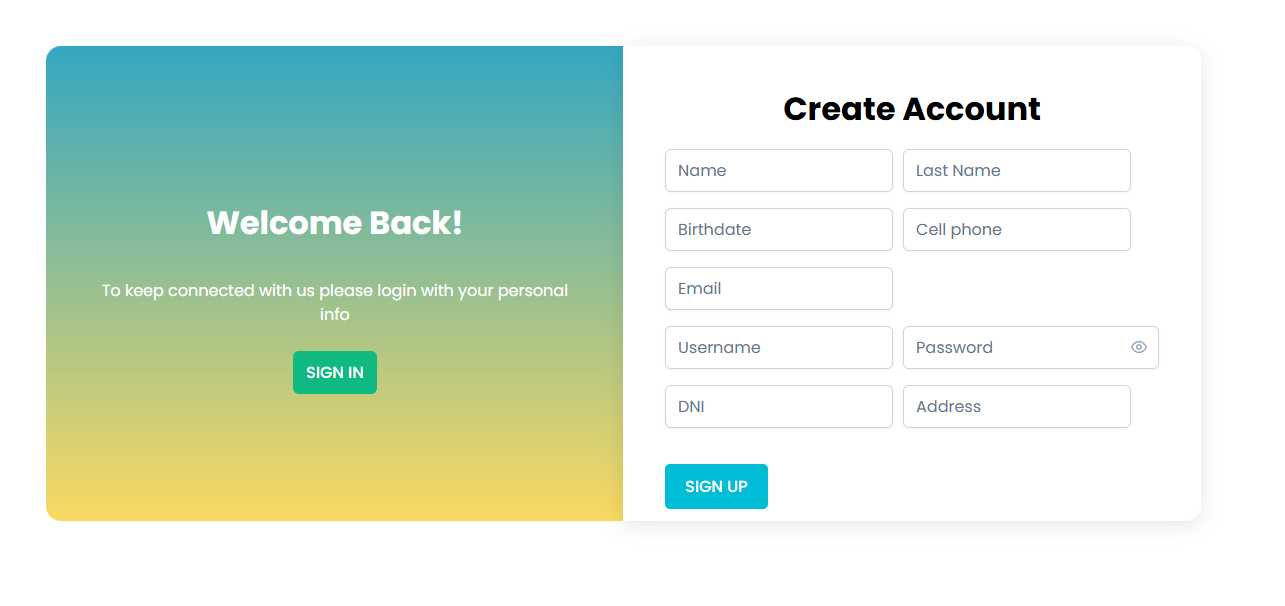 Welcome Back!
To keep connected with us please login with your personal
info
SIGN IN
Create Account
Name
Last Name
Birthdate
Cell phone
Email
Username
Password
DNI
Address
SIGN UP